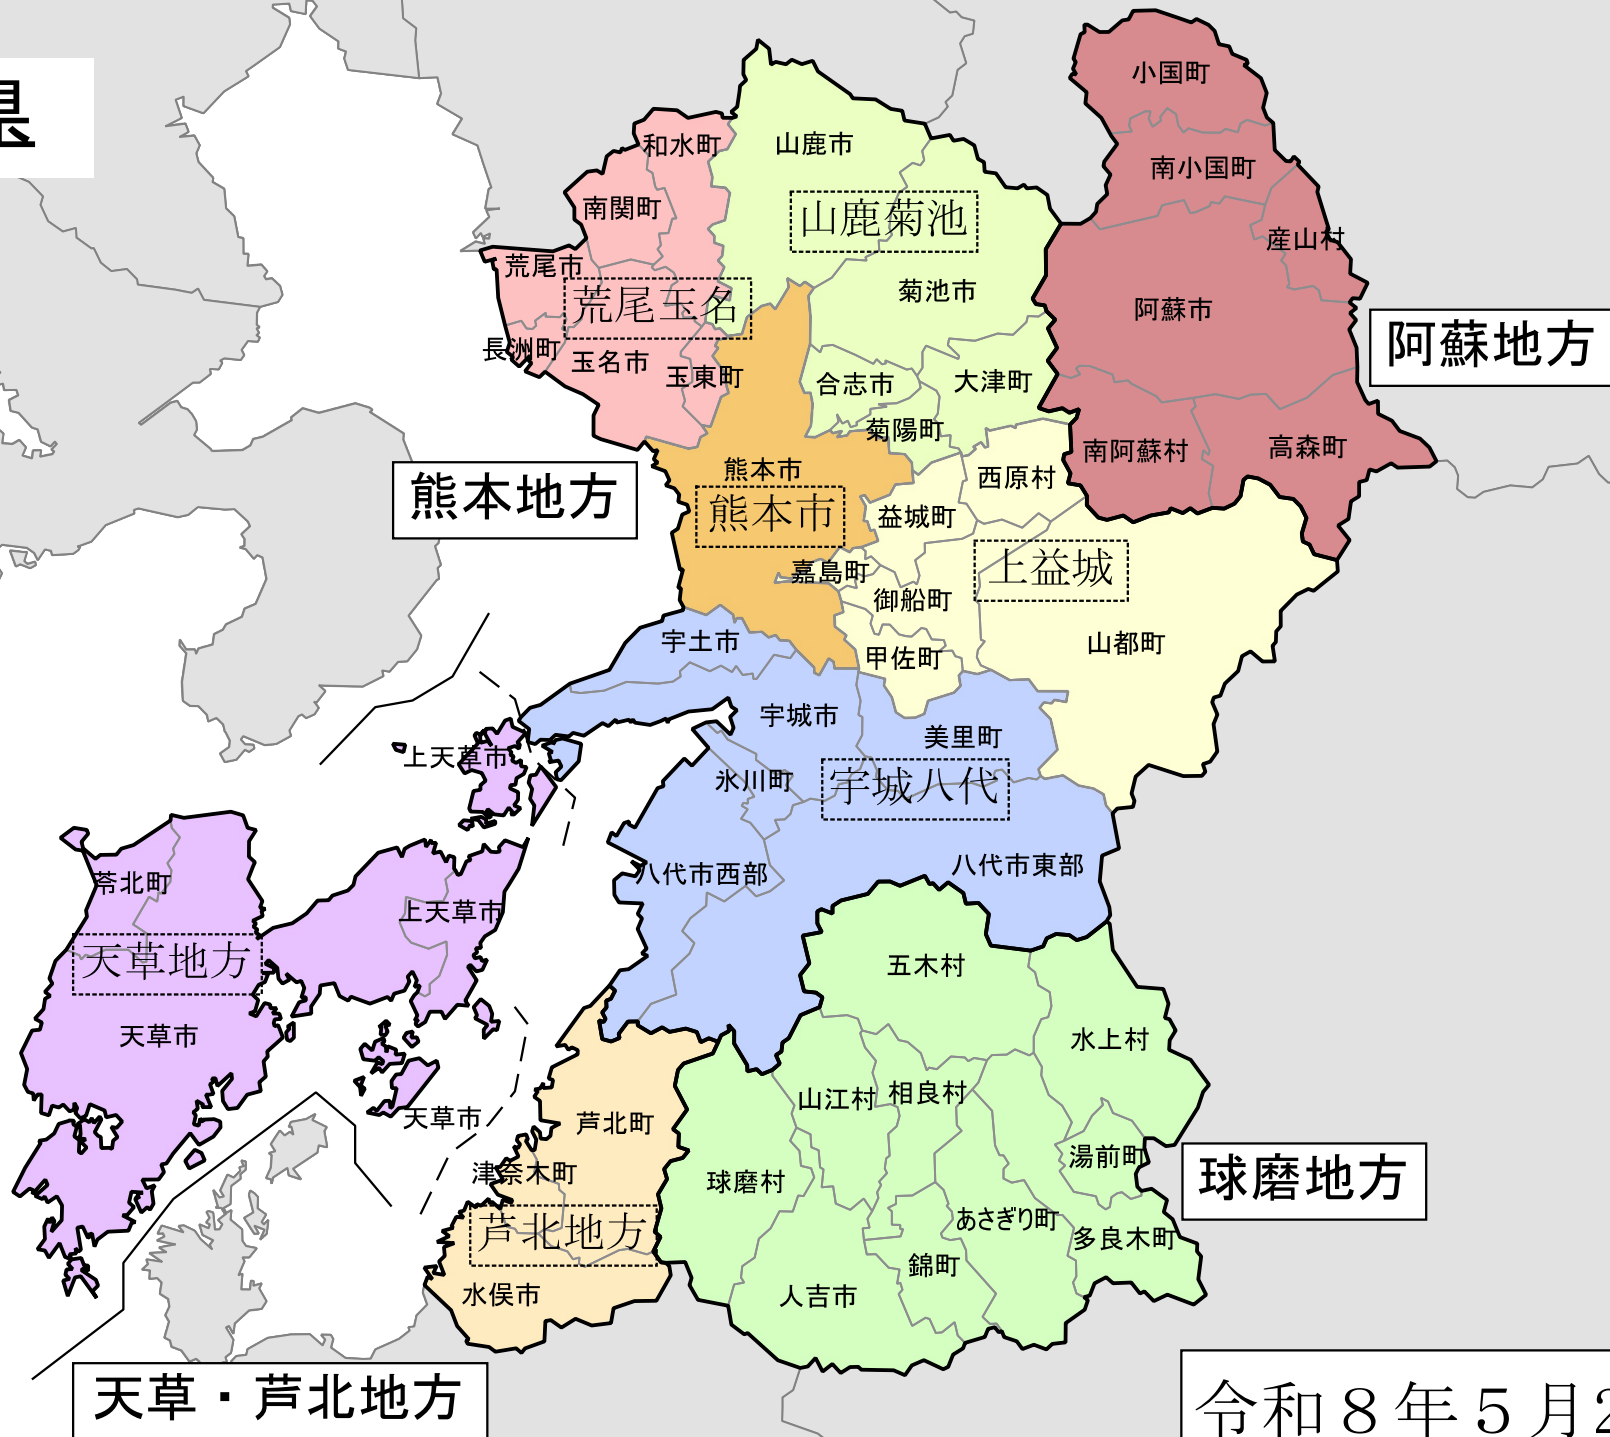 県
小国町
和水町
山鹿市
南小国町
南関町
山鹿菊池
産山村
荒尾市
菊池市
荒尾玉名
阿蘇市
阿蘇地方
長洲町
玉名市
玉東町
合志市
大津町
菊陽町
南阿蘇村
高森町
熊本市
西原村
熊本地方
熊本市
益城町
上益城
嘉島町
御船町
宇土市
山都町
甲佐町
宇城市
美里町
上天草市
氷川町
宇城八代
八代市西部
八代市東部
苓北町
上天草市
天草地方
五木村
天草市
水上村
山江村
相良村
天草市
芦北町
湯前町
津奈木町
球磨村
球磨地方
あさぎり町
芦北地方
多良木町
錦町
水俣市
人吉市
天草・芦北地方
令和８年５月2